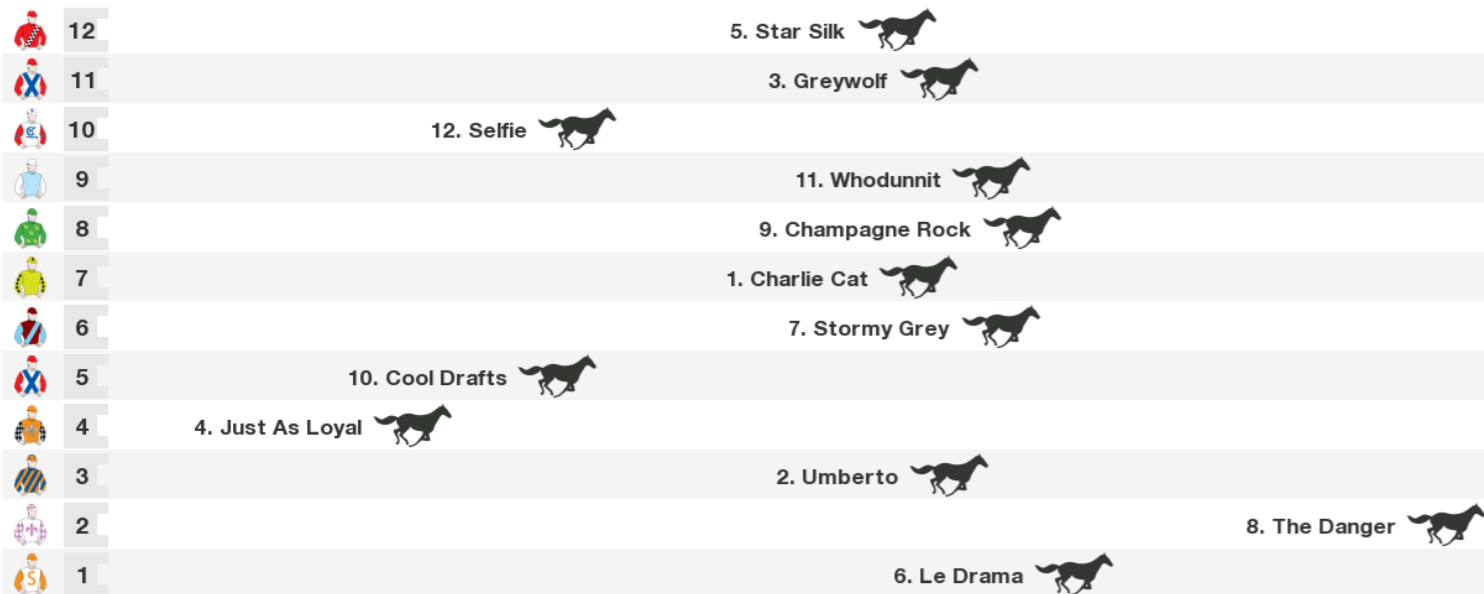 12 5. Star Silk
11 3. Greywolf
10 12. Selfie
9 11. Whodunnit
8 9. Champagne Rock
7 1. Charlie Cat
6 7. Stormy Grey
5 10. Cool Drafts
4 4. Just As Loyal
3 2. Umberto
2 8. The Danger
S 1 6. Le Drama